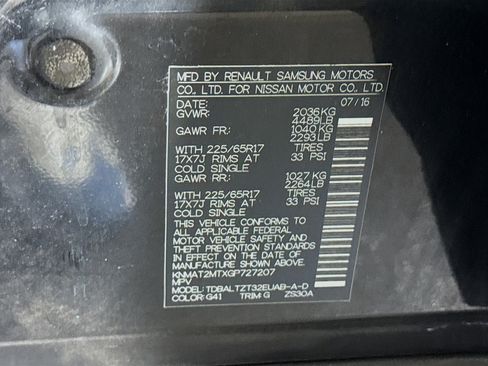 MFD BY RENAULT SAMSUNG MOTORS
CO., LTD. FOR NISSAN MOTOR CO., LTD.
DATE: 07/16
GVWR: 2036KG
4489LB
GAWR FR: 1040KG
2293LB
WITH 225/65R17 TIRES
17X7J RIMS AT 33 PSI
COLD SINGLE
GAWR RR: 1027 KG
2264LB
WITH 225/65R17 TIRES
17X7J RIMS AT 33 PSI
COLD SINGLE
THIS VEHICLE CONFORMS TO
ALL APPLICABLE FEDERAL
MOTOR VEHICLE SAFETY AND
THEFT PREVENTION STANDARDS
IN EFFECT ON THE DATE OF
MANUFACTURE SHOWN ABOVE.
KNMAT2MTXGP727207
MPV
MODEL: TDBALTZT32EUAB-A-D
COLOR: G41 TRIM: G ZS30A